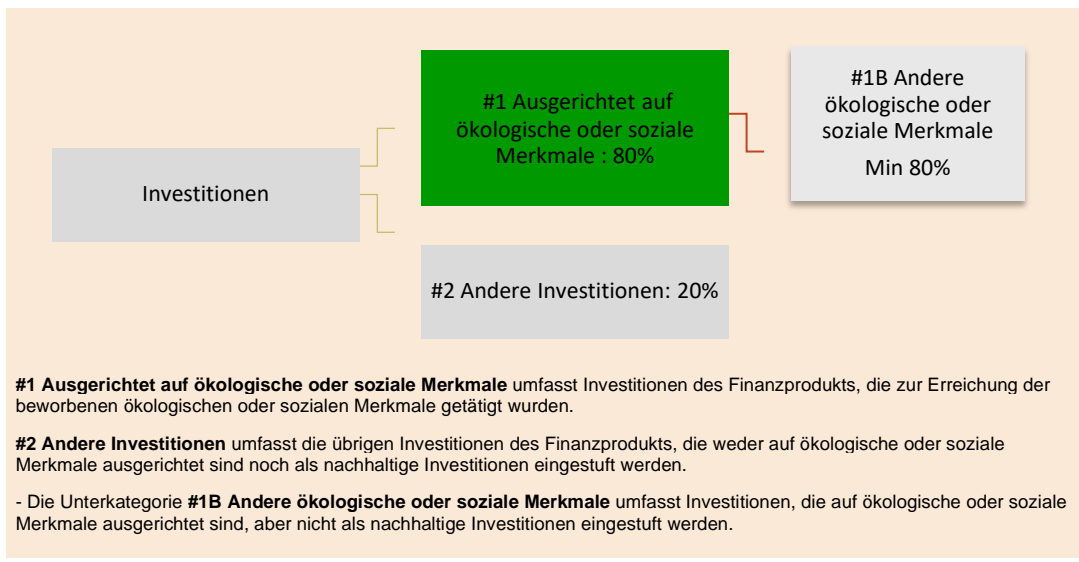 #1 Ausgerichtet auf
ökologische oder soziale
Merkmale : 80%
#1B Andere
ökologische oder
soziale Merkmale
Min 80%
Investitionen
#2 Andere Investitionen: 20%
#1 Ausgerichtet auf ökologische oder soziale Merkmale umfasst Investitionen des Finanzprodukts, die zur Erreichung der
beworbenen ökologischen oder sozialen Merkmale getätigt wurden.
#2 Andere Investitionen umfasst die übrigen Investitionen des Finanzprodukts, die weder auf ökologische oder soziale
Merkmale ausgerichtet sind noch als nachhaltige Investitionen eingestuft werden.
- Die Unterkategorie #1B Andere ökologische oder soziale Merkmale umfasst Investitionen, die auf ökologische oder soziale
Merkmale ausgerichtet sind, aber nicht als nachhaltige Investitionen eingestuft werden.